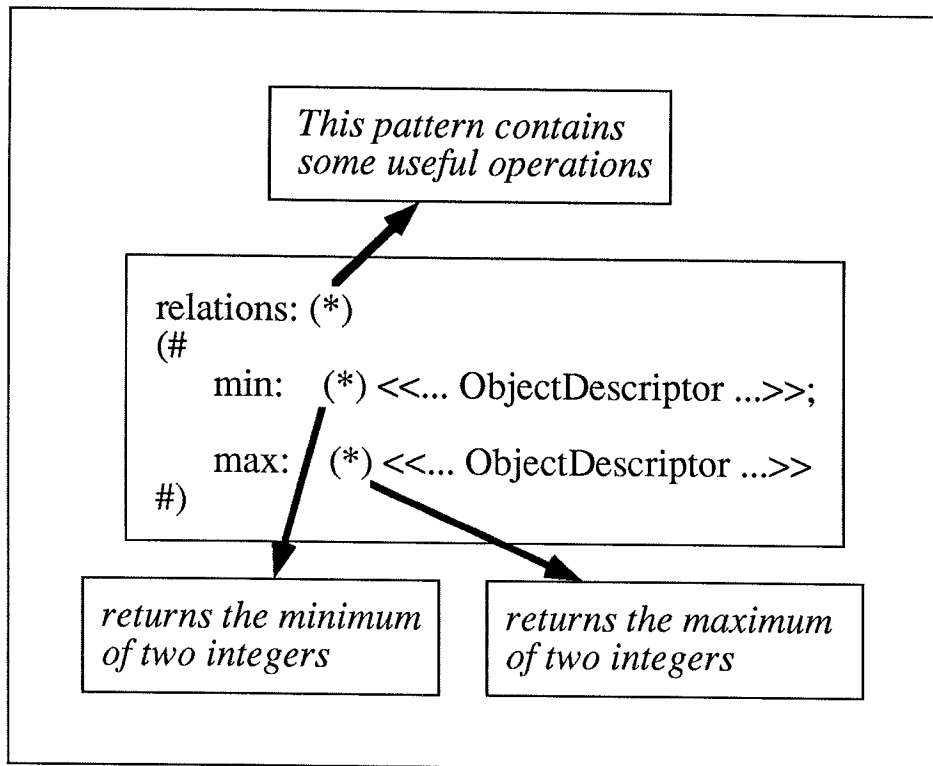 This pattern contains
some useful operations
relations: (*)
(#
min: (*) <<... ObjectDescriptor ...>>;
max: (*) <<... ObjectDescriptor ...>>
#)
returns the minimum
of two integers
returns the maximum
of two integers